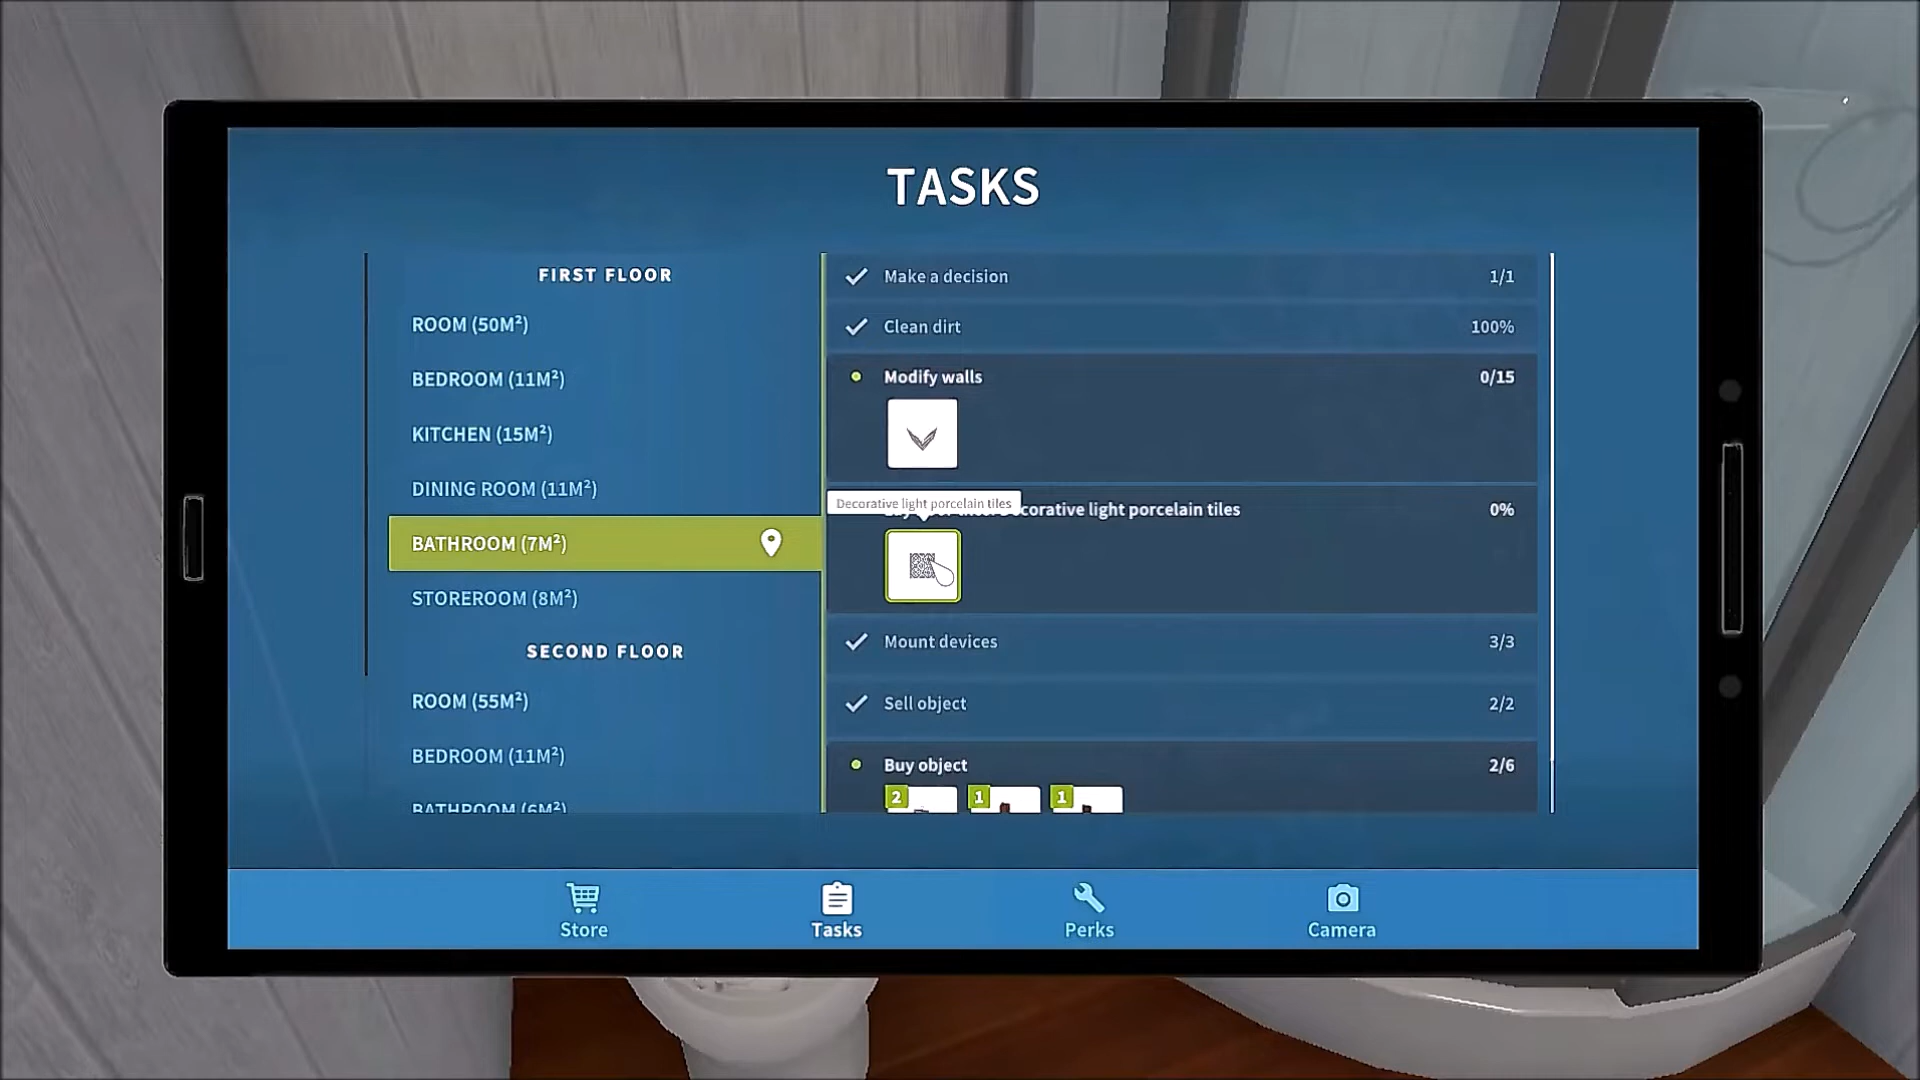 TASKS
FIRST FLOOR
ROOM (50M²)
BEDROOM (11M²)
KITCHEN (15M²)
DINING ROOM (11M²)
BATHROOM (7M²)
STOREROOM (8M²)
SECOND FLOOR
ROOM (55M²)
BEDROOM (11M²)
BATHROOM (6M²)
Make a decision 1/1
Clean dirt 100%
Modify walls 0/15
Decorative light porcelain tiles
Decorative light porcelain tiles 0%
Mount devices 3/3
Sell object 2/2
Buy object 2/6
2 1 1
Store Tasks Perks Camera